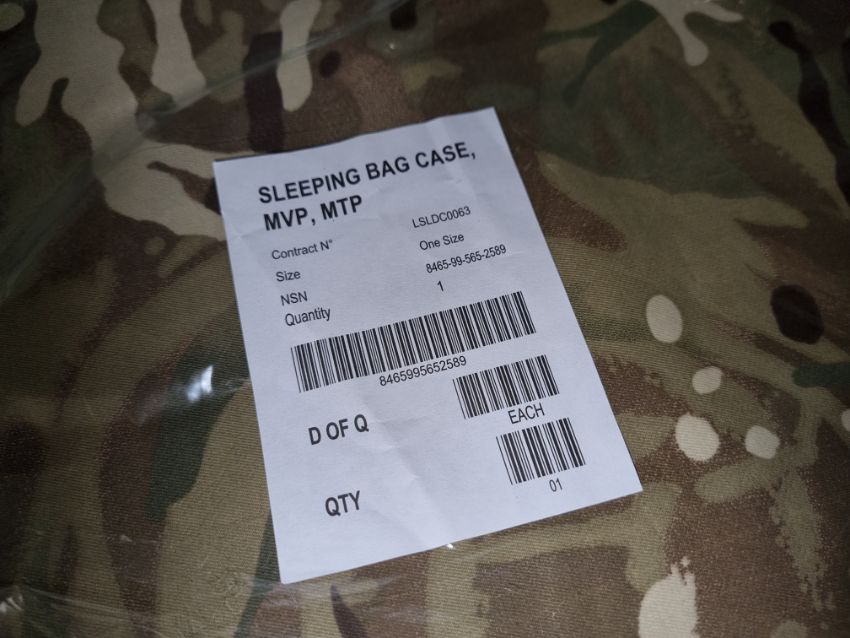 SLEEPING BAG CASE,
MVP, MTP
Contract N° LSLDC0063
Size One Size
NSN 8465-99-565-2589
Quantity 1
8465995652589
D OF Q EACH
QTY 01